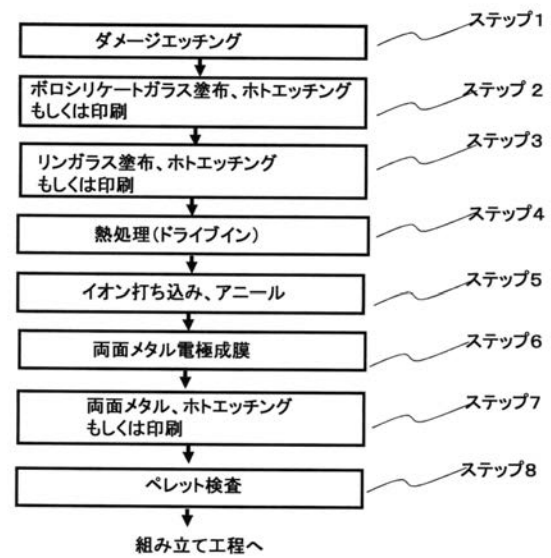 ステップ1
ダメージエッチング
ステップ2
ボロシリケートガラス塗布、ホトエッチング
もしくは印刷
ステップ3
リンガラス塗布、ホトエッチング
もしくは印刷
ステップ4
熱処理(ドライブイン)
ステップ5
イオン打ち込み、アニール
ステップ6
両面メタル電極成膜
ステップ7
両面メタル、ホトエッチング
もしくは印刷
ステップ8
ペレット検査
組み立て工程へ